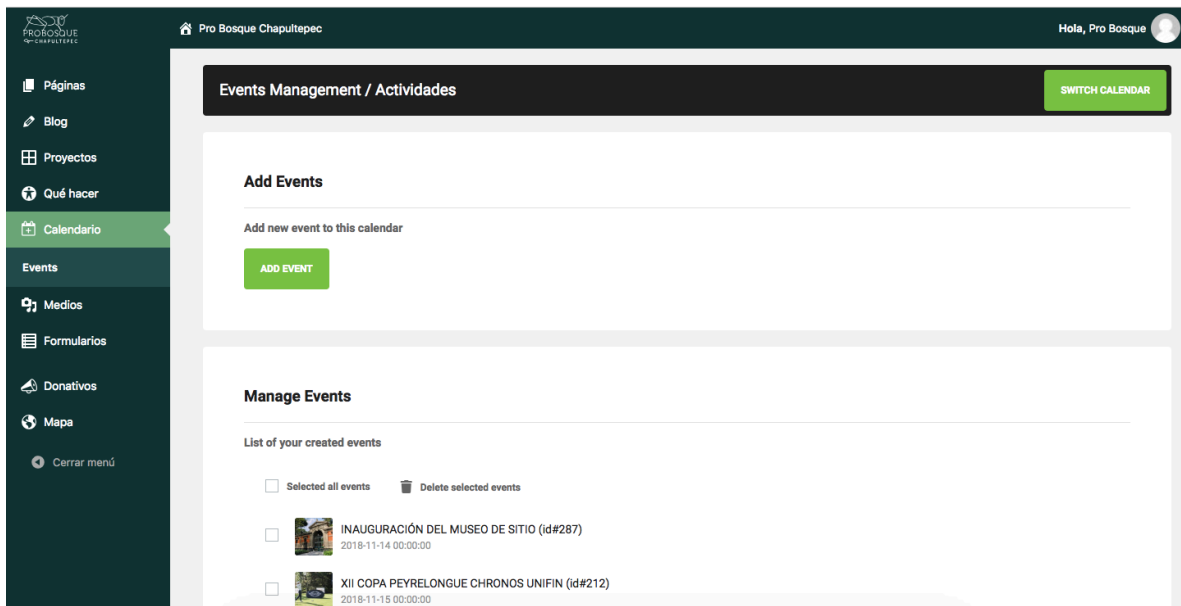 PROBOSQUE
CHAPULTEPEC
Pro Bosque Chapultepec
Hola, Pro Bosque
Páginas
Blog
Proyectos
Qué hacer
Calendario
Events
Medios
Formularios
Donativos
Mapa
Cerrar menú
Events Management / Actividades
SWITCH CALENDAR
Add Events
Add new event to this calendar
ADD EVENT
Manage Events
List of your created events
Selected all events
Delete selected events
INAUGURACIÓN DEL MUSEO DE SITIO (id#287)
2018-11-14 00:00:00
XII COPA PEYRELONGUE CHRONOS UNIFIN (id#212)
2018-11-15 00:00:00